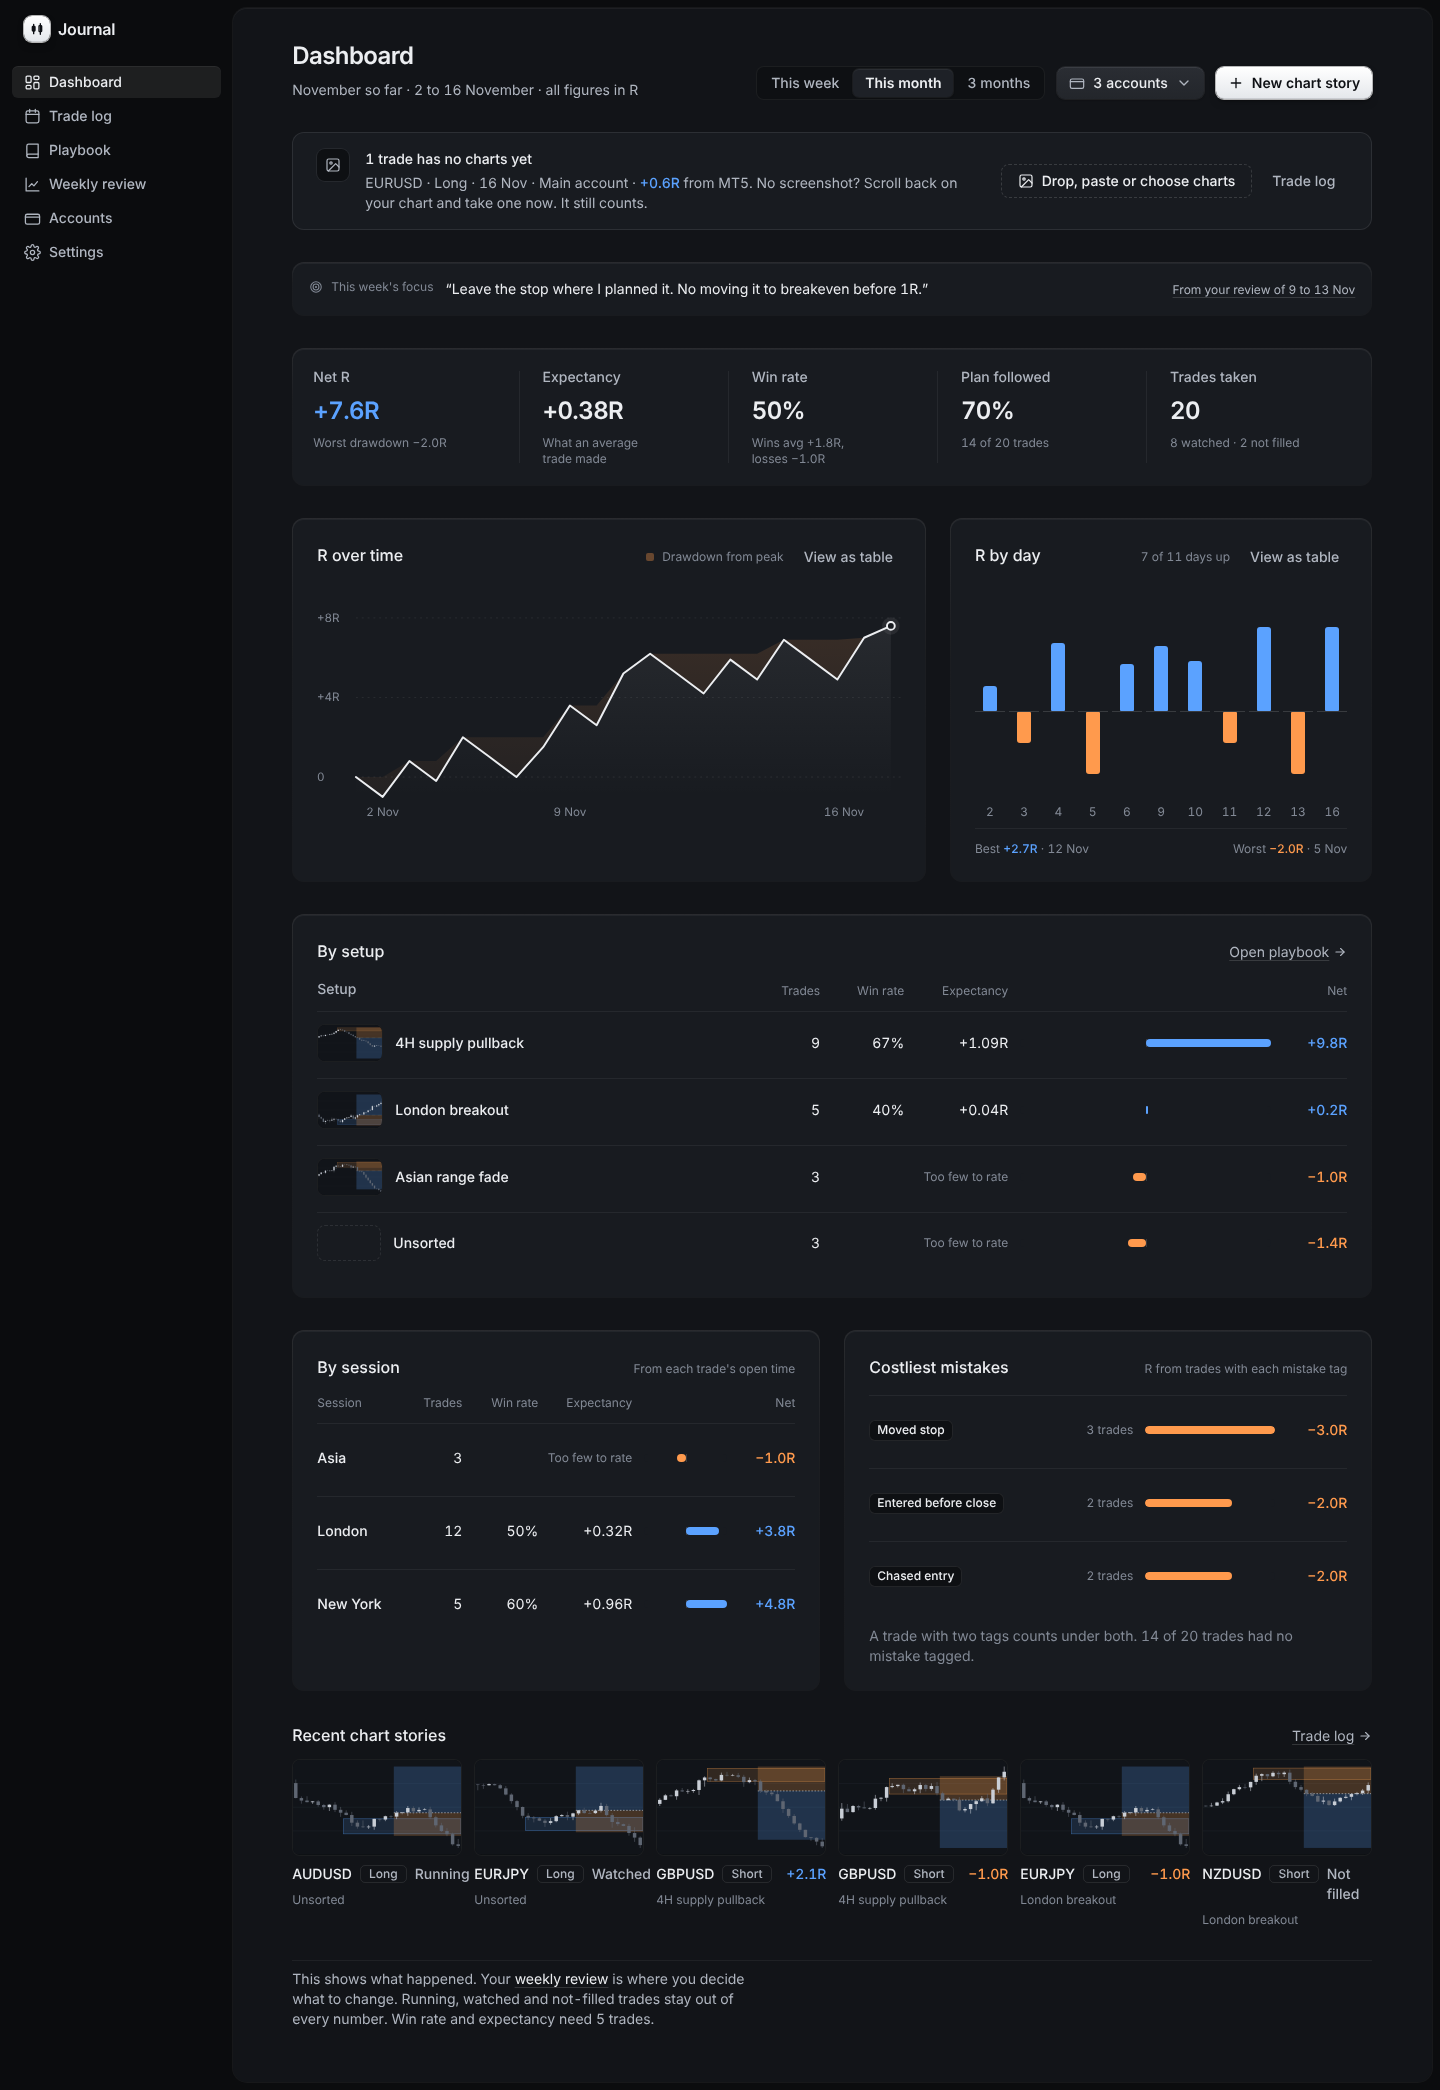 Journal
Dashboard
Trade log
Playbook
Weekly review
Accounts
Settings
Dashboard
November so far · 2 to 16 November · all figures in R
This week
This month
3 months
3 accounts
New chart story
1 trade has no charts yet
EURUSD · Long · 16 Nov · Main account · +0.6R from MT5. No screenshot? Scroll back on
your chart and take one now. It still counts.
Drop, paste or choose charts
Trade log
This week's focus
“Leave the stop where I planned it. No moving it to breakeven before 1R.”
From your review of 9 to 13 Nov
Net R
+7.6R
Worst drawdown −2.0R
Expectancy
+0.38R
What an average
trade made
Win rate
50%
Wins avg +1.8R,
losses −1.0R
Plan followed
70%
14 of 20 trades
Trades taken
20
8 watched · 2 not filled
R over time
Drawdown from peak
View as table
+8R
+4R
0
2 Nov
9 Nov
16 Nov
R by day
7 of 11 days up
View as table
2 3 4 5 6 9 10 11 12 13 16
Best +2.7R · 12 Nov
Worst −2.0R · 5 Nov
By setup
Open playbook →
Setup Trades Win rate Expectancy Net
4H supply pullback 9 67% +1.09R +9.8R
London breakout 5 40% +0.04R +0.2R
Asian range fade 3 Too few to rate −1.0R
Unsorted 3 Too few to rate −1.4R
By session
From each trade's open time
Session Trades Win rate Expectancy Net
Asia 3 Too few to rate −1.0R
London 12 50% +0.32R +3.8R
New York 5 60% +0.96R +4.8R
Costliest mistakes
R from trades with each mistake tag
Moved stop 3 trades −3.0R
Entered before close 2 trades −2.0R
Chased entry 2 trades −2.0R
A trade with two tags counts under both. 14 of 20 trades had no
mistake tagged.
Recent chart stories
Trade log →
AUDUSD Long Running
Unsorted
EURJPY Long Watched
Unsorted
GBPUSD Short +2.1R
4H supply pullback
GBPUSD Short −1.0R
4H supply pullback
EURJPY Long −1.0R
London breakout
NZDUSD Short Not
filled
London breakout
This shows what happened. Your weekly review is where you decide
what to change. Running, watched and not-filled trades stay out of
every number. Win rate and expectancy need 5 trades.